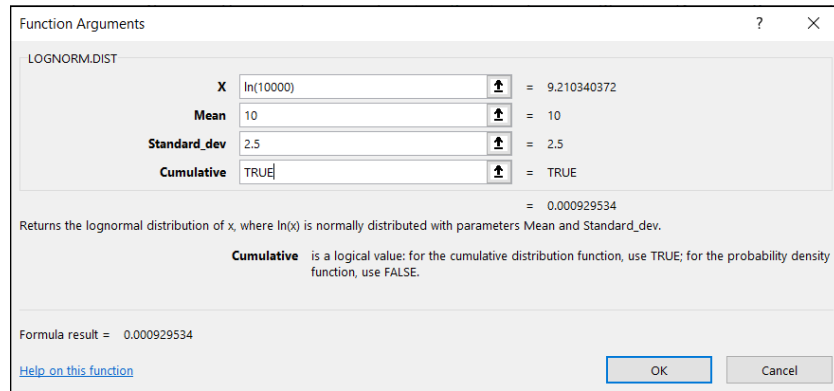 Function Arguments ? ×
LOGNORM.DIST
X ln(10000) = 9.210340372
Mean 10 = 10
Standard_dev 2.5 = 2.5
Cumulative TRUE = TRUE
= 0.000929534
Returns the lognormal distribution of x, where ln(x) is normally distributed with parameters Mean and Standard_dev.
Cumulative is a logical value: for the cumulative distribution function, use TRUE; for the probability density
function, use FALSE.
Formula result = 0.000929534
Help on this function OK Cancel